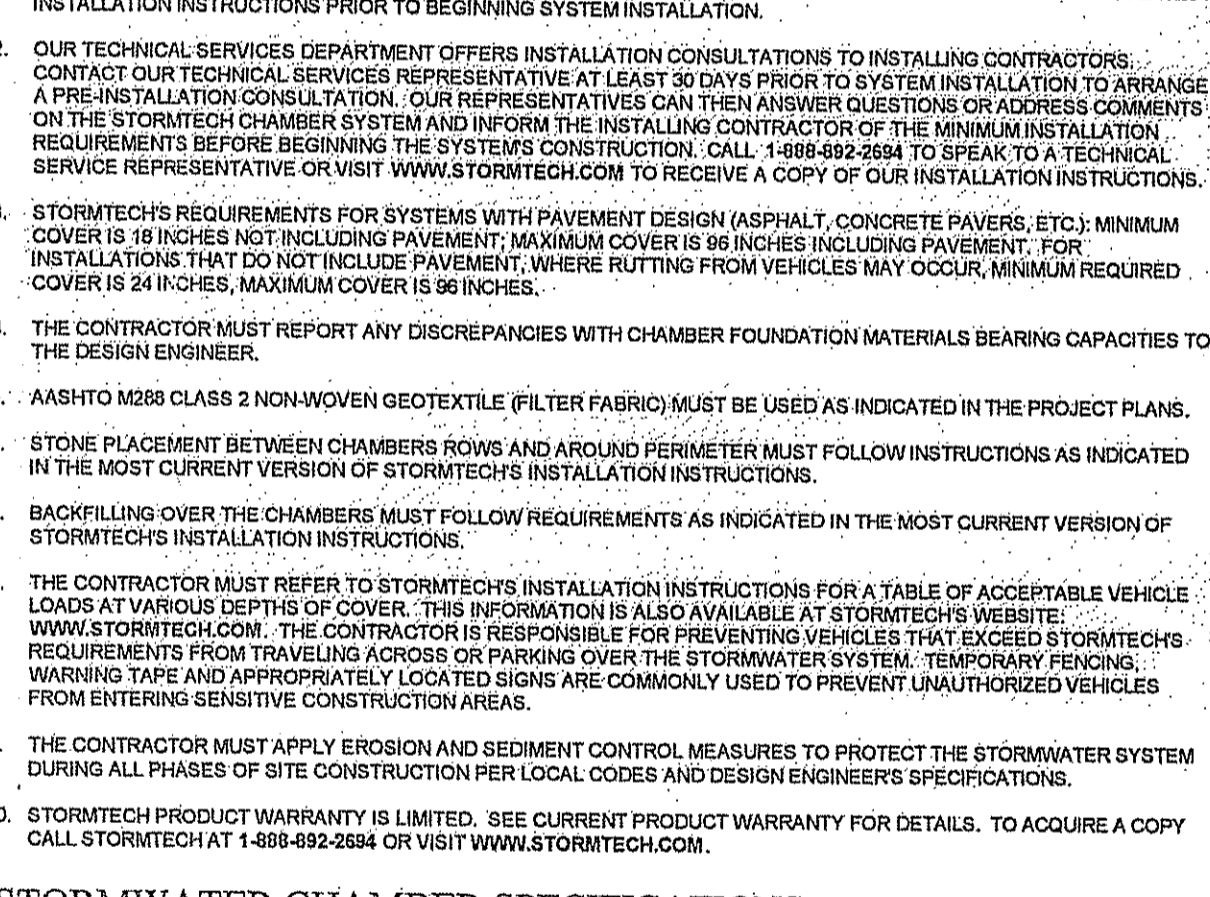 INSTALLATION INSTRUCTIONS PRIOR TO BEGINNING SYSTEM INSTALLATION.
2. OUR TECHNICAL SERVICES DEPARTMENT OFFERS INSTALLATION CONSULTATIONS TO INSTALLING CONTRACTORS.
CONTACT OUR TECHNICAL SERVICES REPRESENTATIVE AT LEAST 30 DAYS PRIOR TO SYSTEM INSTALLATION TO ARRANGE
A PRE-INSTALLATION CONSULTATION. OUR REPRESENTATIVES CAN THEN ANSWER QUESTIONS OR ADDRESS COMMENTS
ON THE STORMTECH CHAMBER SYSTEM AND INFORM THE INSTALLING CONTRACTOR OF THE MINIMUM INSTALLATION
REQUIREMENTS BEFORE BEGINNING THE SYSTEM'S CONSTRUCTION. CALL 1-888-892-2694 TO SPEAK TO A TECHNICAL
SERVICE REPRESENTATIVE OR VISIT WWW.STORMTECH.COM TO RECEIVE A COPY OF OUR INSTALLATION INSTRUCTIONS.
STORMTECH'S REQUIREMENTS FOR SYSTEMS WITH PAVEMENT DESIGN (ASPHALT, CONCRETE PAVERS, ETC.): MINIMUM
COVER IS 18 INCHES NOT INCLUDING PAVEMENT; MAXIMUM COVER IS 96 INCHES INCLUDING PAVEMENT. FOR
INSTALLATIONS THAT DO NOT INCLUDE PAVEMENT, WHERE RUTTING FROM VEHICLES MAY OCCUR, MINIMUM REQUIRED
COVER IS 24 INCHES, MAXIMUM COVER IS 96 INCHES.
THE CONTRACTOR MUST REPORT ANY DISCREPANCIES WITH CHAMBER FOUNDATION MATERIALS BEARING CAPACITIES TO
THE DESIGN ENGINEER.
AASHTO M288 CLASS 2 NON-WOVEN GEOTEXTILE (FILTER FABRIC) MUST BE USED AS INDICATED IN THE PROJECT PLANS.
STONE PLACEMENT BETWEEN CHAMBERS ROWS AND AROUND PERIMETER MUST FOLLOW INSTRUCTIONS AS INDICATED
IN THE MOST CURRENT VERSION OF STORMTECH'S INSTALLATION INSTRUCTIONS.
BACKFILLING OVER THE CHAMBERS MUST FOLLOW REQUIREMENTS AS INDICATED IN THE MOST CURRENT VERSION OF
STORMTECH'S INSTALLATION INSTRUCTIONS.
THE CONTRACTOR MUST REFER TO STORMTECH'S INSTALLATION INSTRUCTIONS FOR A TABLE OF ACCEPTABLE VEHICLE
LOADS AT VARIOUS DEPTHS OF COVER. THIS INFORMATION IS ALSO AVAILABLE AT STORMTECH'S WEBSITE:
WWW.STORMTECH.COM. THE CONTRACTOR IS RESPONSIBLE FOR PREVENTING VEHICLES THAT EXCEED STORMTECH'S
REQUIREMENTS FROM TRAVELING ACROSS OR PARKING OVER THE STORMWATER SYSTEM. TEMPORARY FENCING,
WARNING TAPE AND APPROPRIATELY LOCATED SIGNS ARE COMMONLY USED TO PREVENT UNAUTHORIZED VEHICLES
FROM ENTERING SENSITIVE CONSTRUCTION AREAS.
THE CONTRACTOR MUST APPLY EROSION AND SEDIMENT CONTROL MEASURES TO PROTECT THE STORMWATER SYSTEM
DURING ALL PHASES OF SITE CONSTRUCTION PER LOCAL CODES AND DESIGN ENGINEER'S SPECIFICATIONS.
0. STORMTECH PRODUCT WARRANTY IS LIMITED. SEE CURRENT PRODUCT WARRANTY FOR DETAILS. TO ACQUIRE A COPY
CALL STORMTECH AT 1-888-892-2694 OR VISIT WWW.STORMTECH.COM.
STORMWATER CHAMBER SPECIFICATIONS